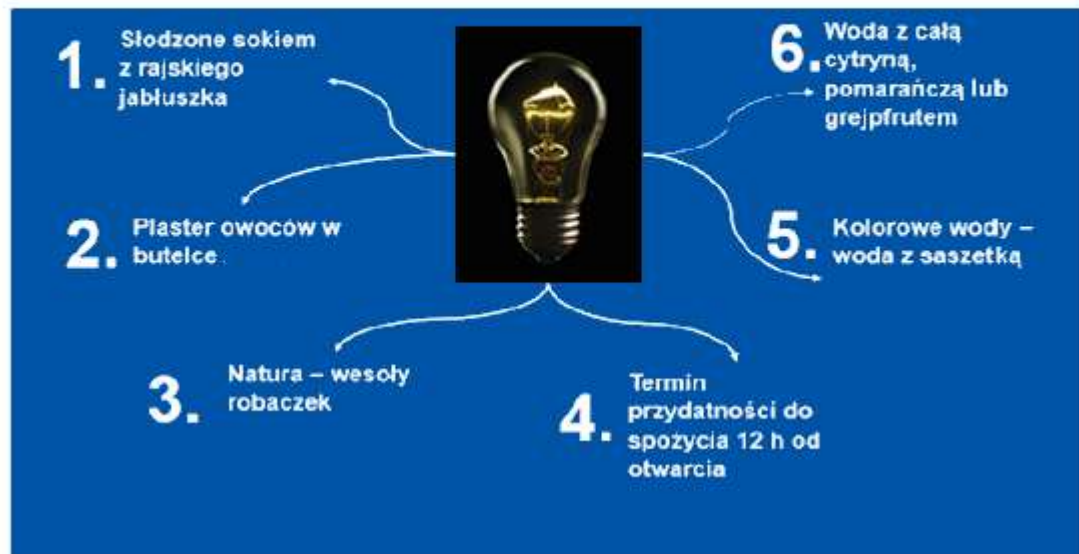 1. Słodzone sokiem
z rajskiego
jabłuszka
2. Plaster owoców w
butelce
3. Natura – wesoły
robaczek
4. Termin
przydatności do
spożycia 12 h od
otwarcia
5. Kolorowe wody –
woda z saszetką
6. Woda z całą
cytryną,
pomarańczą lub
grejpfrutem